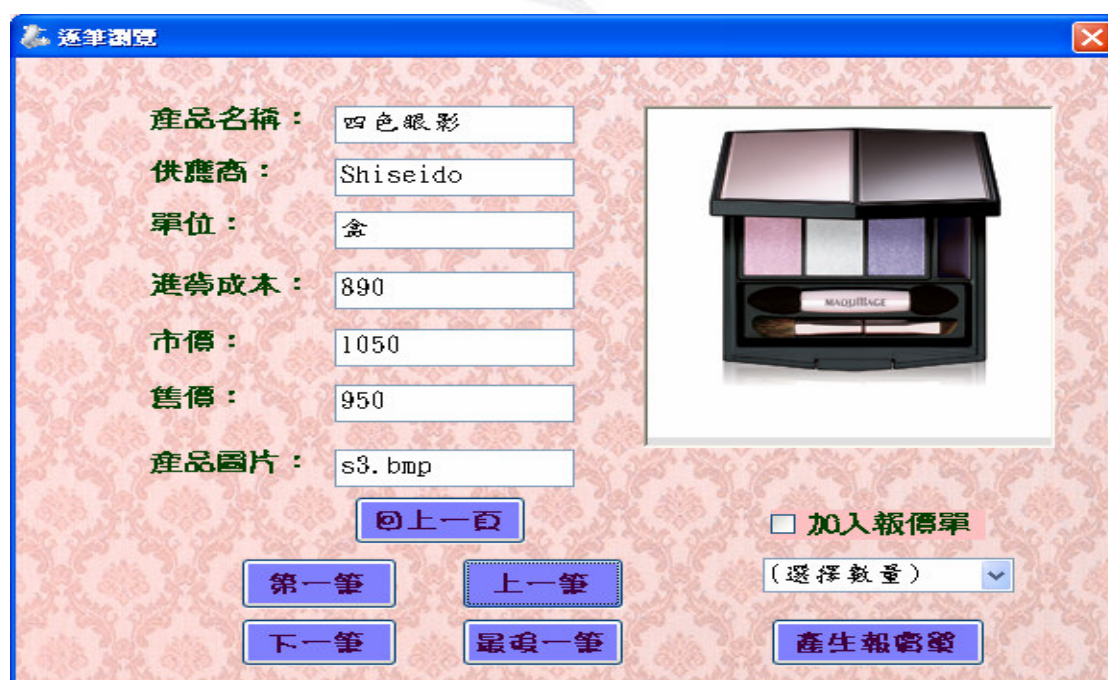 逐筆瀏覽
產品名稱： 四色眼影
供應商： Shiseido
單位： 盒
進貨成本： 890
市價： 1050
售價： 950
產品圖片： s3.bmp
MAQUILLAGE
回上一頁
加入報價單
第一筆 上一筆
(選擇數量)
下一筆 最後一筆
產生報價單